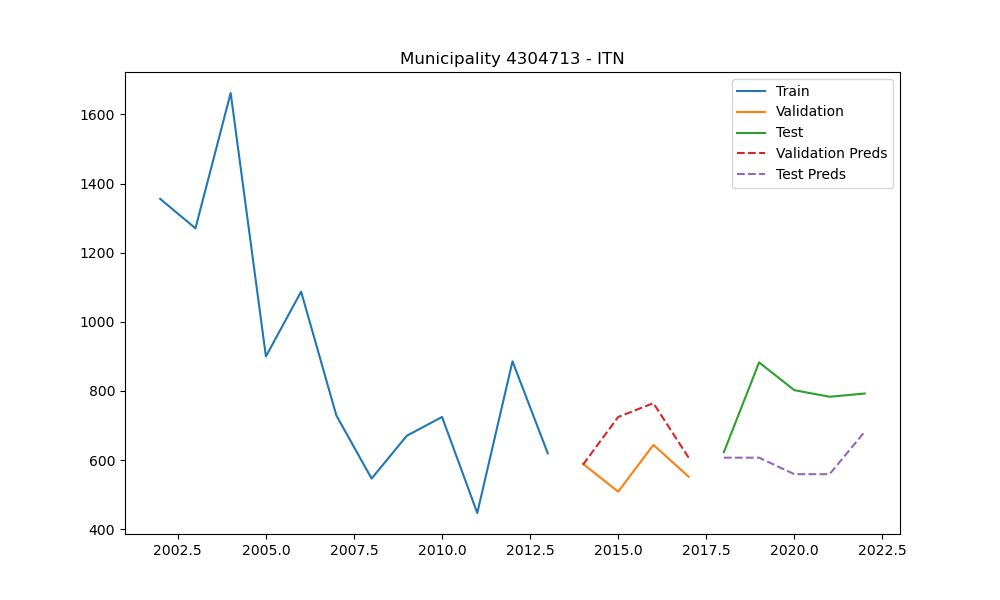 Municipality 4304713 - ITN
Train
Validation
Test
Validation Preds
Test Preds
1600
1400
1200
1000
800
600
400
2002.5 2005.0 2007.5 2010.0 2012.5 2015.0 2017.5 2020.0 2022.5